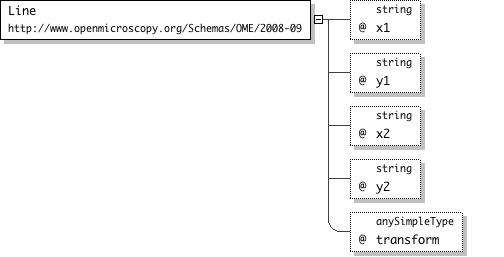 Line
http://www.openmicroscopy.org/Schemas/OME/2008-09
string
@ x1
string
@ y1
string
@ x2
string
@ y2
anySimpleType
@ transform